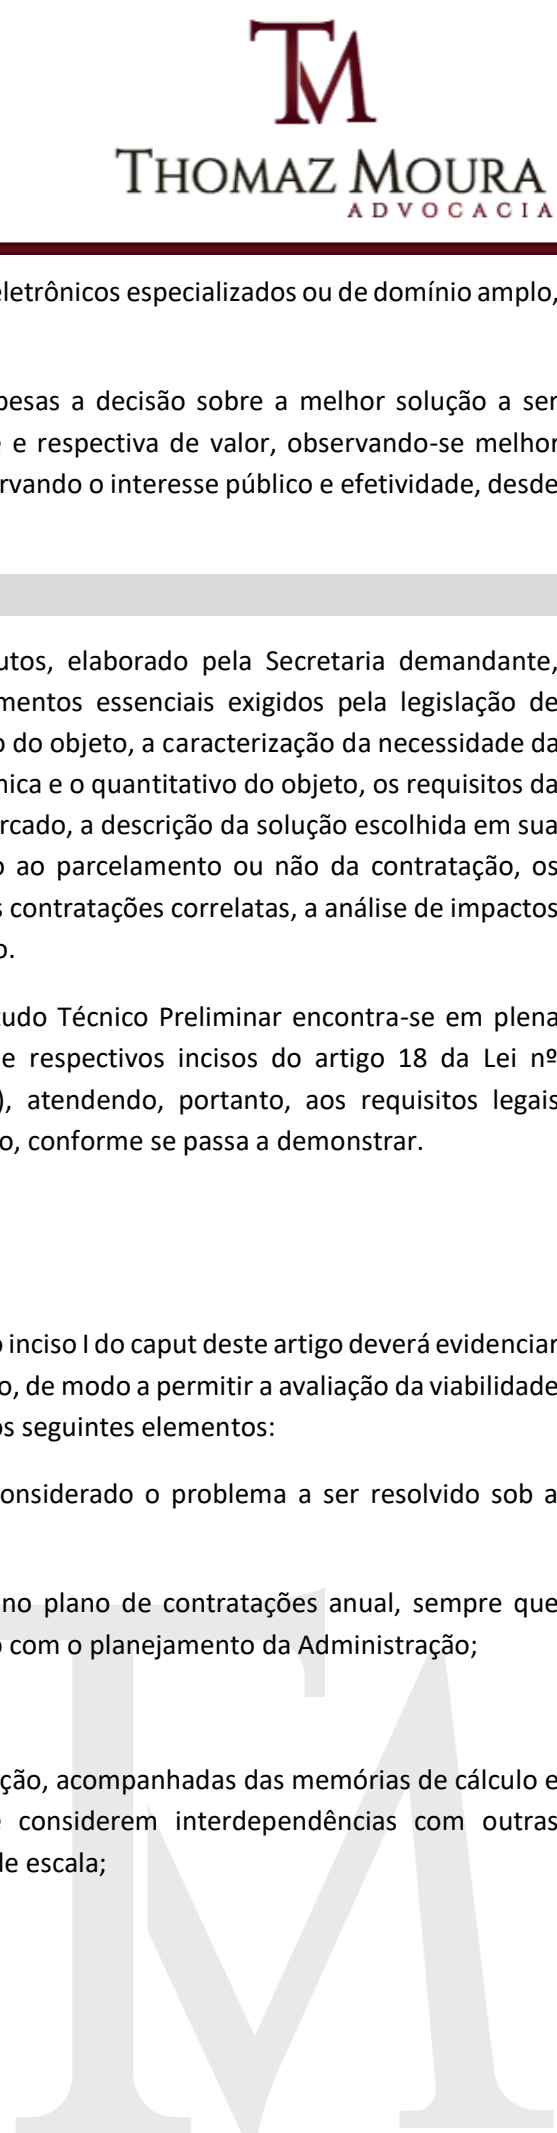 TM
THOMAZ MOURA
ADVOCACIA
eletrônicos especializados ou de domínio amplo,
pesas a decisão sobre a melhor solução a ser
e e respectiva de valor, observando-se melhor
rvando o interesse público e efetividade, desde
utos, elaborado pela Secretaria demandante,
mentos essenciais exigidos pela legislação de
o do objeto, a caracterização da necessidade da
nica e o quantitativo do objeto, os requisitos da
rcado, a descrição da solução escolhida em sua
o ao parcelamento ou não da contratação, os
s contratações correlatas, a análise de impactos
o.
tudo Técnico Preliminar encontra-se em plena
e respectivos incisos do artigo 18 da Lei nº
), atendendo, portanto, aos requisitos legais
o, conforme se passa a demonstrar.
o inciso I do caput deste artigo deverá evidenciar
o, de modo a permitir a avaliação da viabilidade
os seguintes elementos:
onsiderado o problema a ser resolvido sob a
no plano de contratações anual, sempre que
o com o planejamento da Administração;
ção, acompanhadas das memórias de cálculo e
e considerem interdependências com outras
de escala;